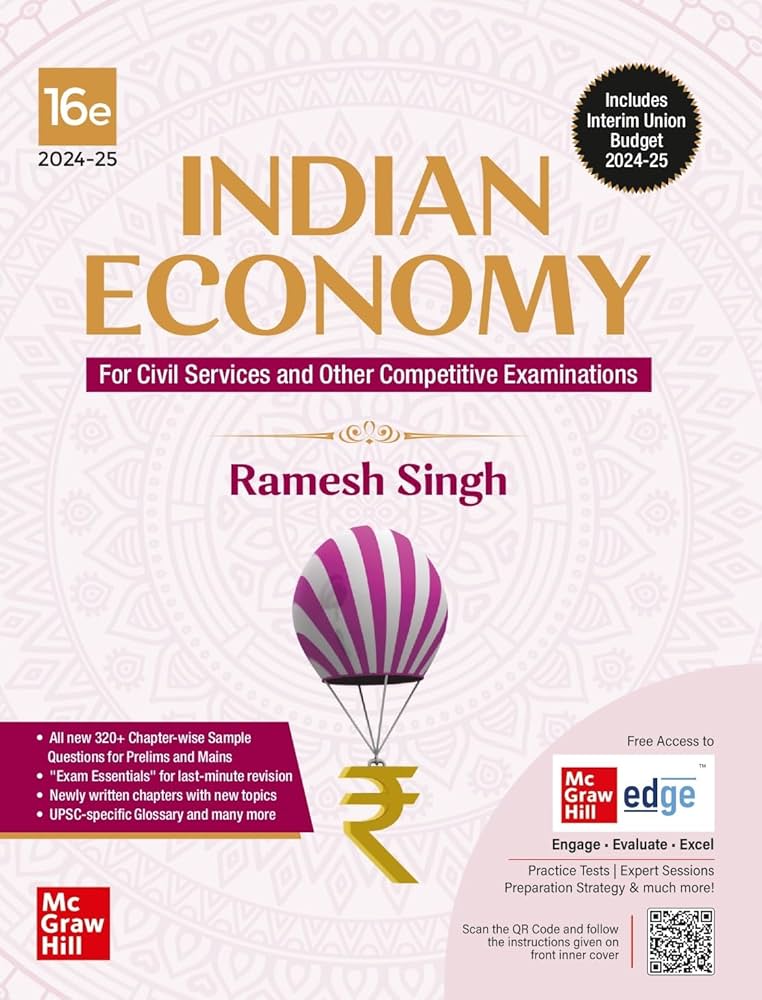 16e
2024-25
Includes
Interim Union
Budget
2024-25
INDIAN
ECONOMY
For Civil Services and Other Competitive Examinations
Ramesh Singh
• All new 320+ Chapter-wise Sample
Questions for Prelims and Mains
• "Exam Essentials" for last-minute revision
• Newly written chapters with new topics
• UPSC-specific Glossary and many more
₹
Mc
Graw
Hill
Free Access to
Mc
Graw
Hill
edge™
Engage • Evaluate • Excel
Practice Tests | Expert Sessions
Preparation Strategy & much more!
Scan the QR Code and follow
the instructions given on
front inner cover